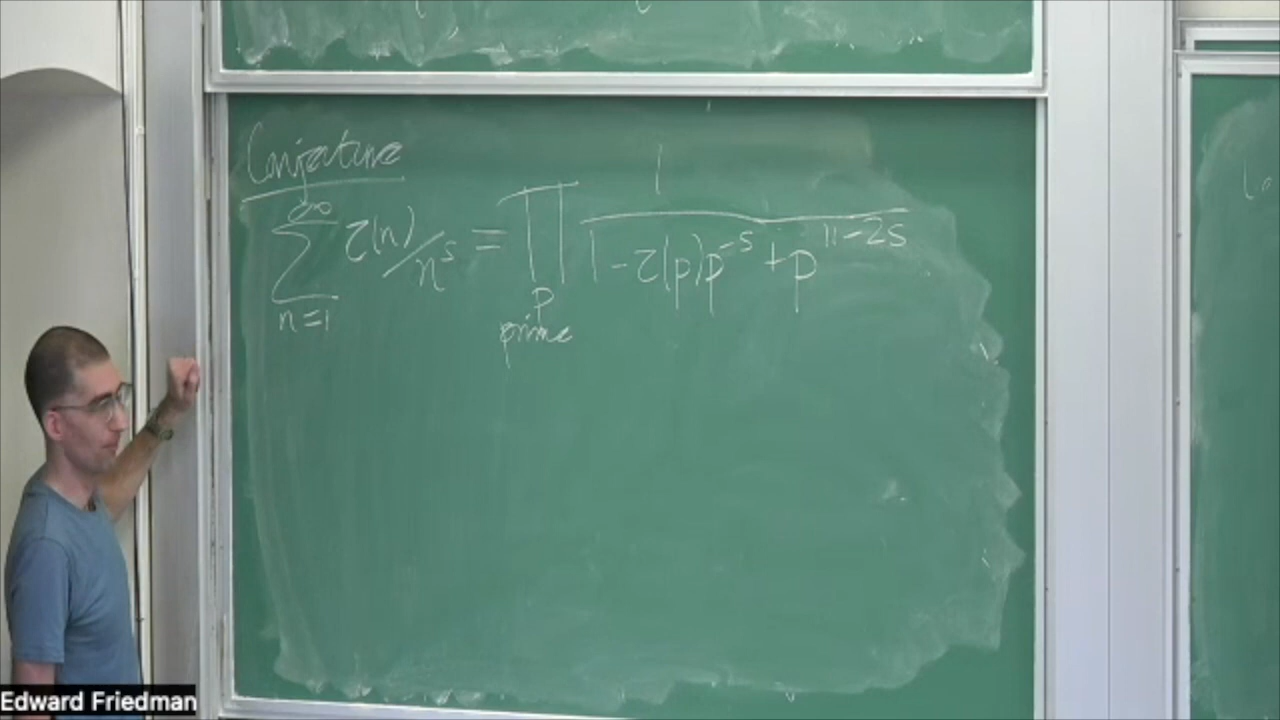 Conjecture
∞ Σ n=1 τ(n)/n^s = ∏ p prime 1 / (1 - τ(p)p^-s + p^11-2s)
Edward Friedman